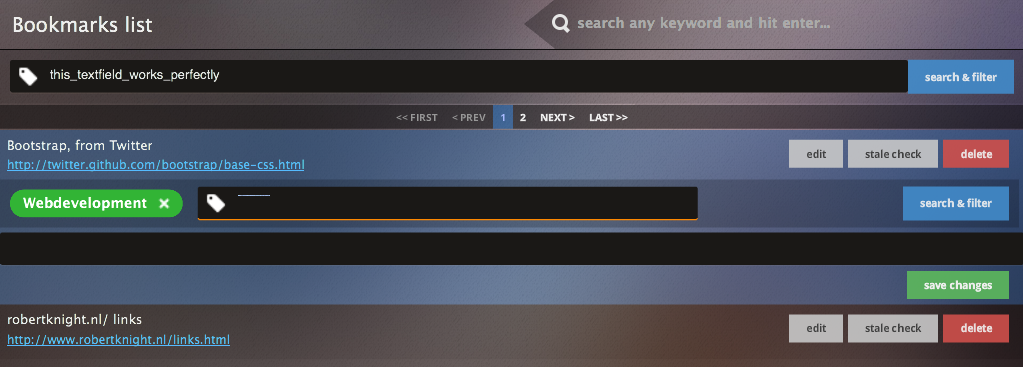 Bookmarks list
search any keyword and hit enter...
this_textfield_works_perfectly
search & filter
<< FIRST < PREV 1 2 NEXT > LAST >>
Bootstrap, from Twitter
edit stale check delete
http://twitter.github.com/bootstrap/base-css.html
Webdevelopment ×
search & filter
save changes
robertknight.nl/ links
edit stale check delete
http://www.robertknight.nl/links.html